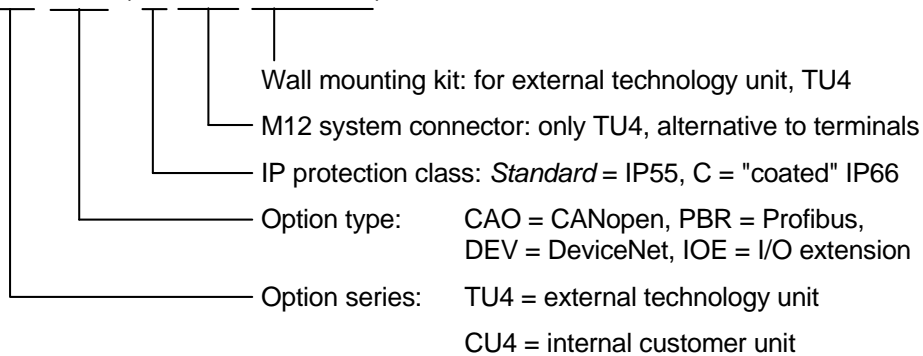 Wall mounting kit: for external technology unit, TU4
M12 system connector: only TU4, alternative to terminals
IP protection class: Standard = IP55, C = "coated" IP66
Option type: CAO = CANopen, PBR = Profibus,
DEV = DeviceNet, IOE = I/O extension
Option series: TU4 = external technology unit
CU4 = internal customer unit